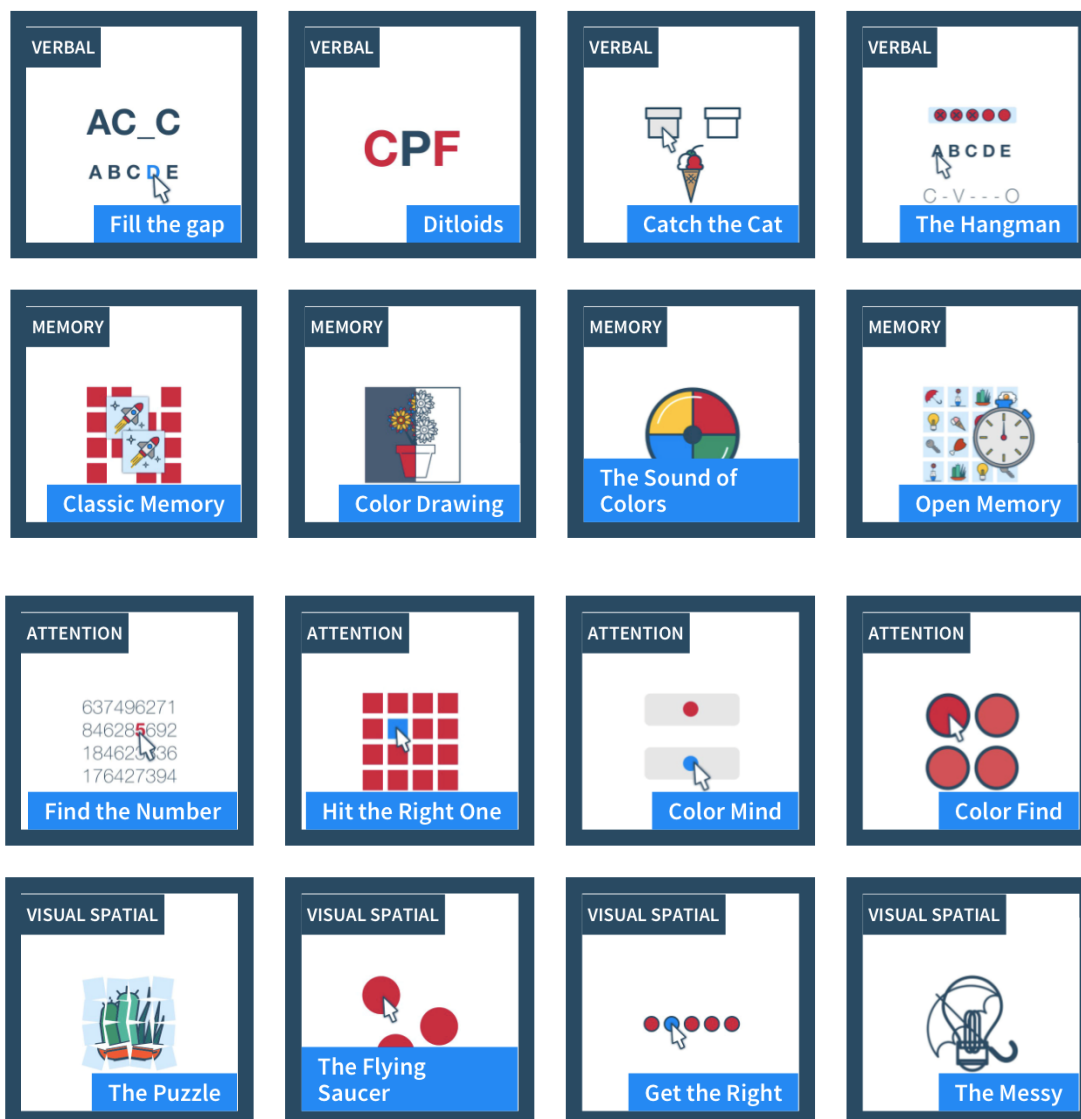 VERBAL
AC_C
A B C D E
Fill the gap
VERBAL
CPF
Ditloids
VERBAL
Catch the Cat
VERBAL
A B C D E
C - V - - - O
The Hangman
MEMORY
Classic Memory
MEMORY
Color Drawing
MEMORY
The Sound of
Colors
MEMORY
Open Memory
ATTENTION
637496271
846285692
176427394
Find the Number
ATTENTION
Hit the Right One
ATTENTION
Color Mind
ATTENTION
Color Find
VISUAL SPATIAL
The Puzzle
VISUAL SPATIAL
The Flying
Saucer
VISUAL SPATIAL
Get the Right
VISUAL SPATIAL
The Messy